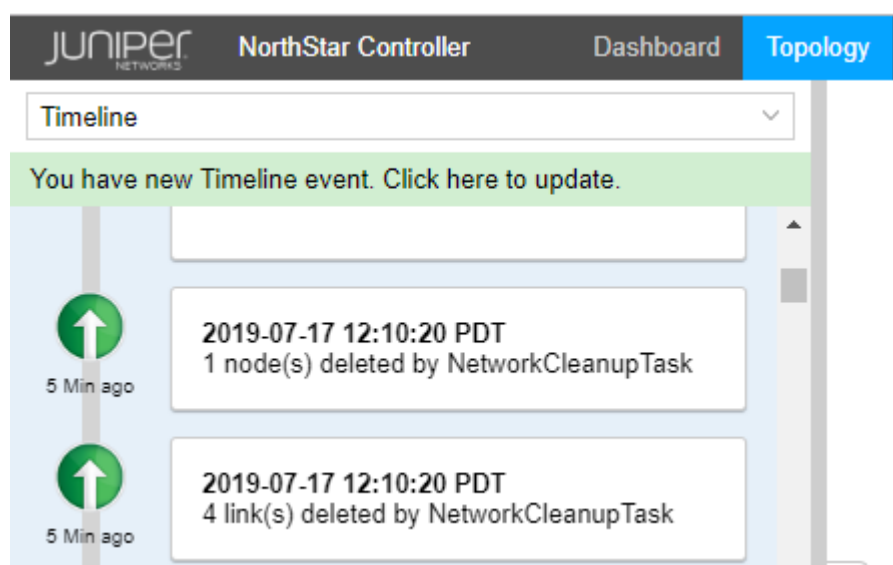 JUNIPER
NETWORKS
NorthStar Controller
Dashboard
Topology
Timeline
You have new Timeline event. Click here to update.
2019-07-17 12:10:20 PDT
1 node(s) deleted by NetworkCleanupTask
5 Min ago
2019-07-17 12:10:20 PDT
4 link(s) deleted by NetworkCleanupTask
5 Min ago